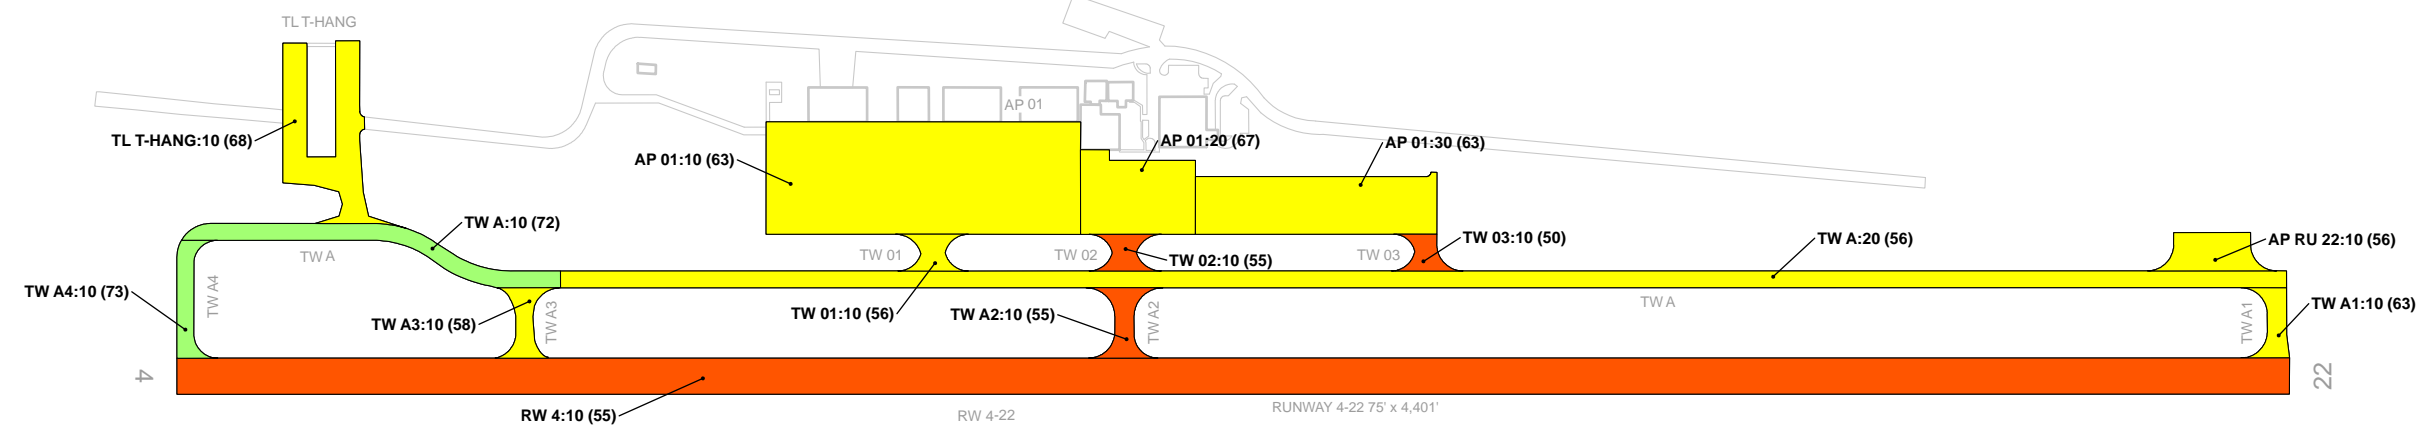 TL T-HANG
AP 01
TL T-HANG:10 (68)
AP 01:10 (63)
AP 01:20 (67)
AP 01:30 (63)
TW A:10 (72)
TW A
TW 01
TW 02
TW 02:10 (55)
TW 03
TW 03:10 (50)
TW A:20 (56)
AP RU 22:10 (56)
TW A4:10 (73)
TW A4
TW A3:10 (58)
TW A3
TW 01:10 (56)
TW A2:10 (55)
TW A2
TW A
TW A1
TW A1:10 (63)
4
22
RW 4:10 (55)
RW 4-22
RUNWAY 4-22 75' x 4,401'